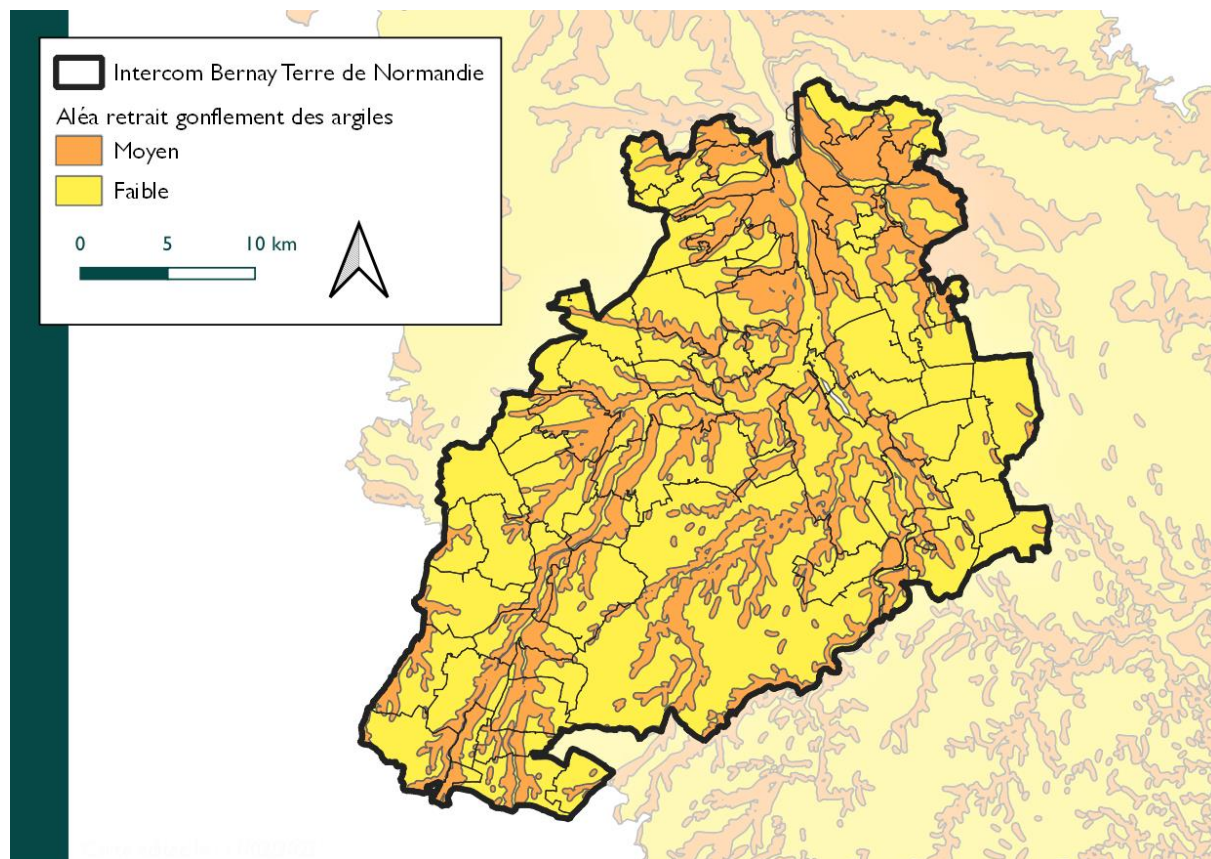 Intercom Bernay Terre de Normandie
Aléa retrait gonflement des argiles
Moyen
Faible
0 5 10 km